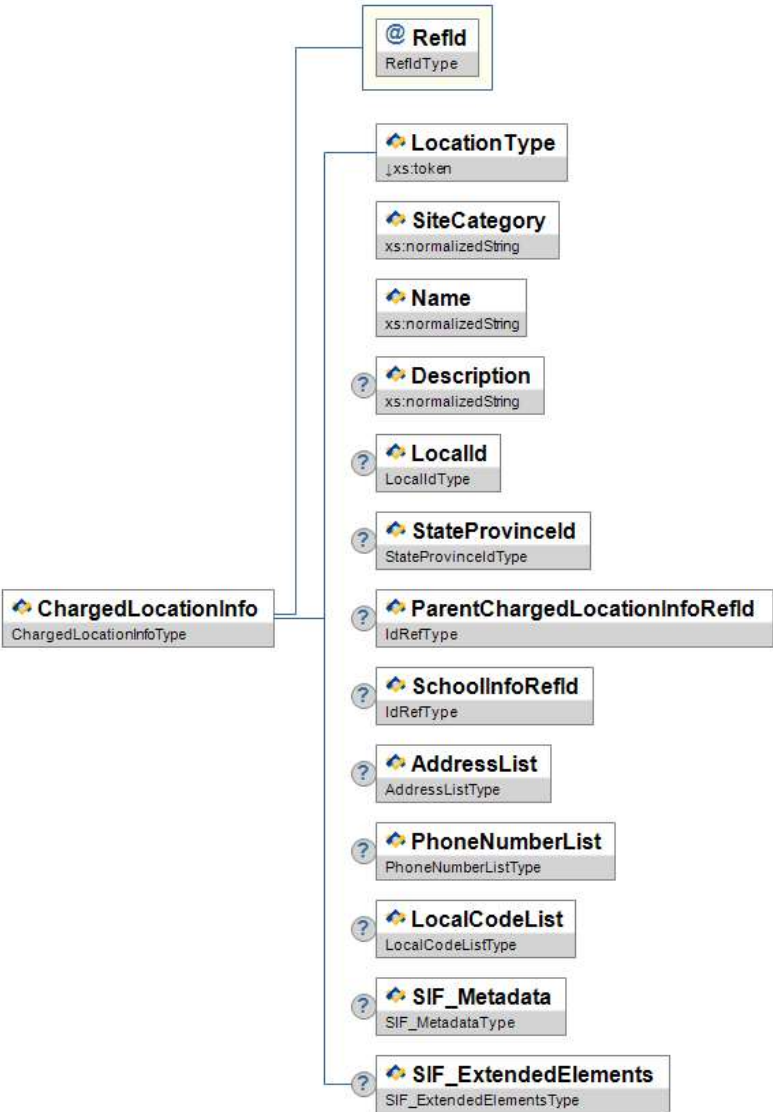 @ RefId
RefIdType
LocationType
↓xs:token
SiteCategory
xs:normalizedString
Name
xs:normalizedString
? Description
xs:normalizedString
? LocalId
LocalIdType
? StateProvinceId
StateProvinceIdType
ChargedLocationInfo
ChargedLocationInfoType
? ParentChargedLocationInfoRefId
IdRefType
? SchoolInfoRefId
IdRefType
? AddressList
AddressListType
? PhoneNumberList
PhoneNumberListType
? LocalCodeList
LocalCodeListType
? SIF_Metadata
SIF_MetadataType
? SIF_ExtendedElements
SIF_ExtendedElementsType